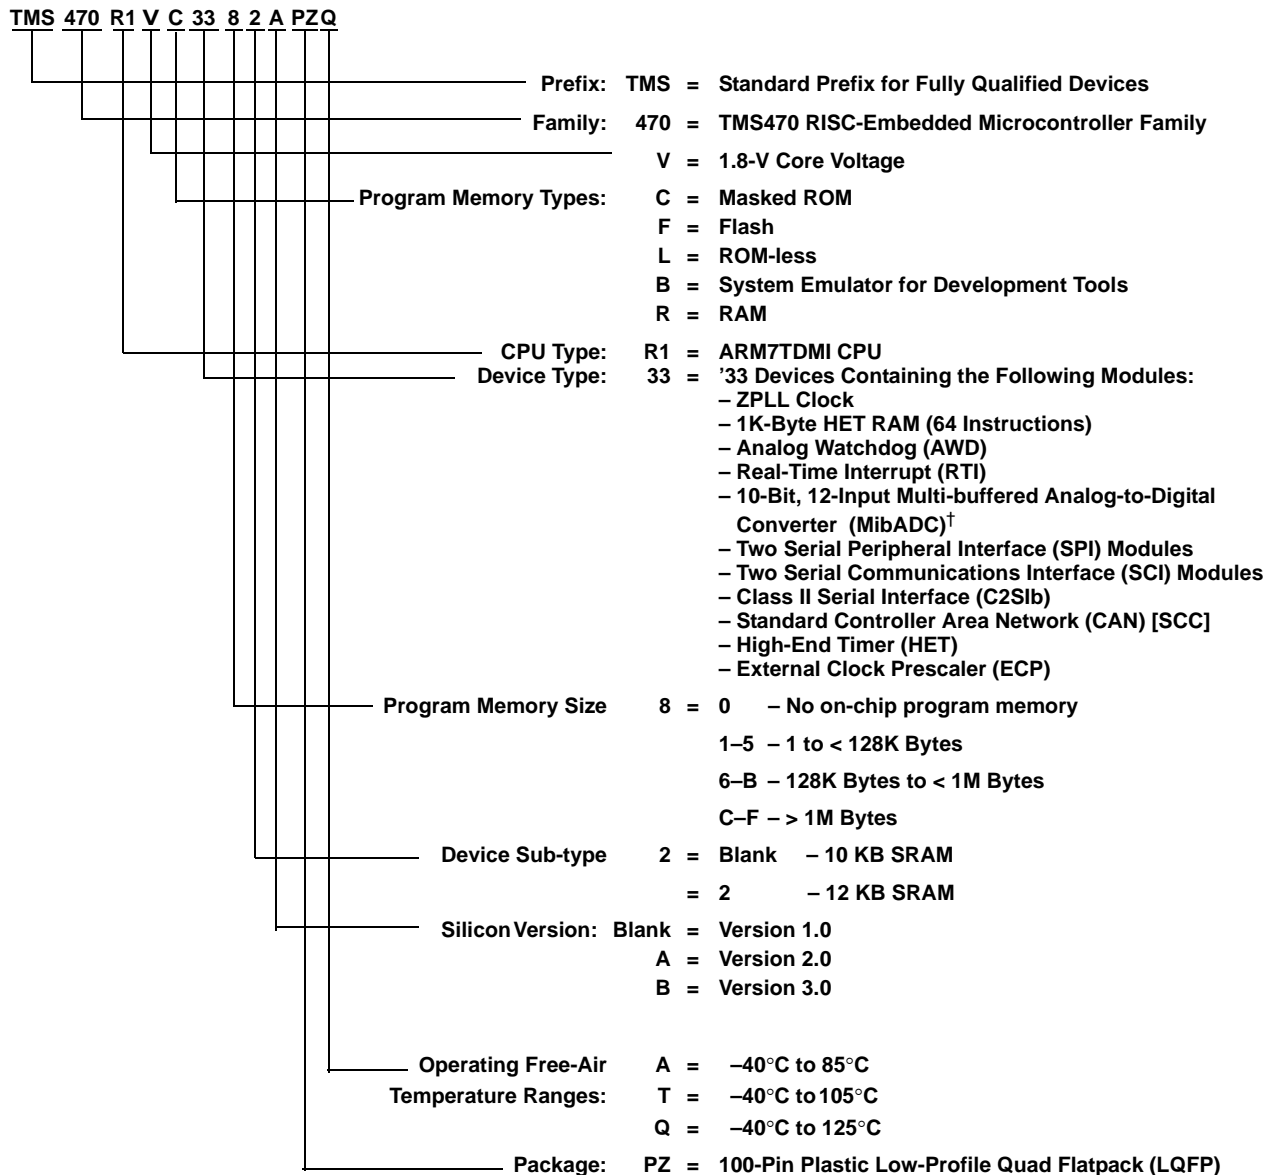 TMS 470 R1 V C 33 8 2 A PZ Q
Prefix: TMS = Standard Prefix for Fully Qualified Devices
Family: 470 = TMS470 RISC-Embedded Microcontroller Family
V = 1.8-V Core Voltage
Program Memory Types: C = Masked ROM
F = Flash
L = ROM-less
B = System Emulator for Development Tools
R = RAM
CPU Type: R1 = ARM7TDMI CPU
Device Type: 33 = '33 Devices Containing the Following Modules:
– ZPLL Clock
– 1K-Byte HET RAM (64 Instructions)
– Analog Watchdog (AWD)
– Real-Time Interrupt (RTI)
– 10-Bit, 12-Input Multi-buffered Analog-to-Digital
Converter (MibADC)†
– Two Serial Peripheral Interface (SPI) Modules
– Two Serial Communications Interface (SCI) Modules
– Class II Serial Interface (C2SIb)
– Standard Controller Area Network (CAN) [SCC]
– High-End Timer (HET)
– External Clock Prescaler (ECP)
Program Memory Size 8 = 0 – No on-chip program memory
1–5 – 1 to < 128K Bytes
6–B – 128K Bytes to < 1M Bytes
C–F – > 1M Bytes
Device Sub-type 2 = Blank – 10 KB SRAM
= 2 – 12 KB SRAM
Silicon Version: Blank = Version 1.0
A = Version 2.0
B = Version 3.0
Operating Free-Air A = –40°C to 85°C
Temperature Ranges: T = –40°C to 105°C
Q = –40°C to 125°C
Package: PZ = 100-Pin Plastic Low-Profile Quad Flatpack (LQFP)